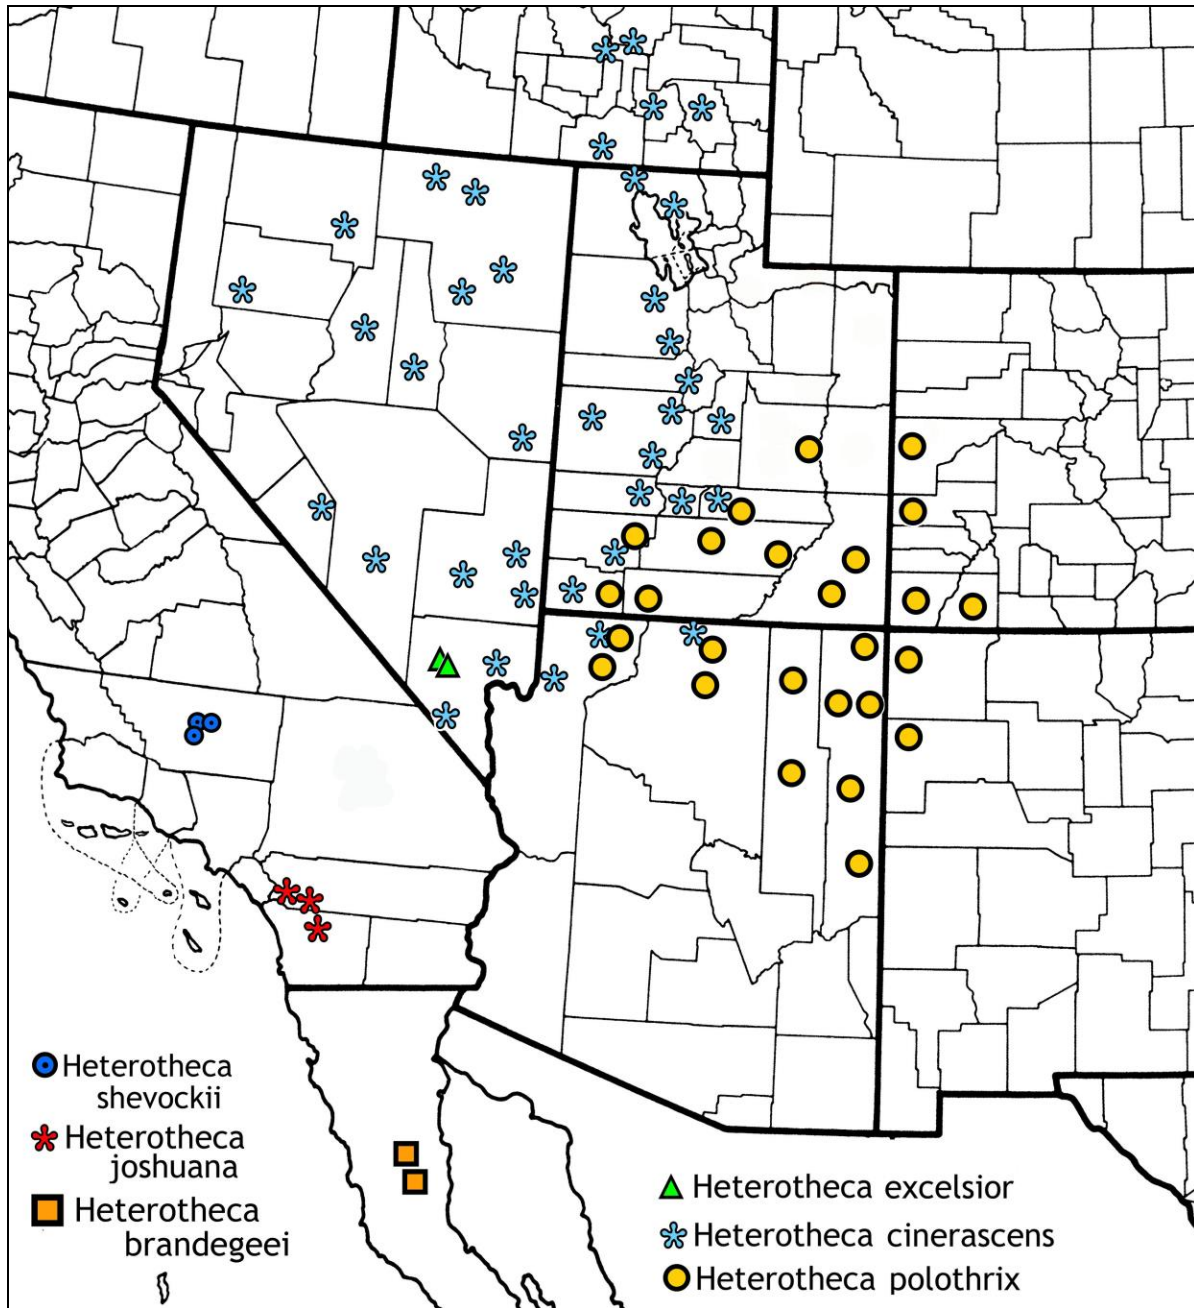 Heterotheca
shevockii
Heterotheca
joshuana
Heterotheca
brandegeei
Heterotheca excelsior
Heterotheca cinerascens
Heterotheca polothrix